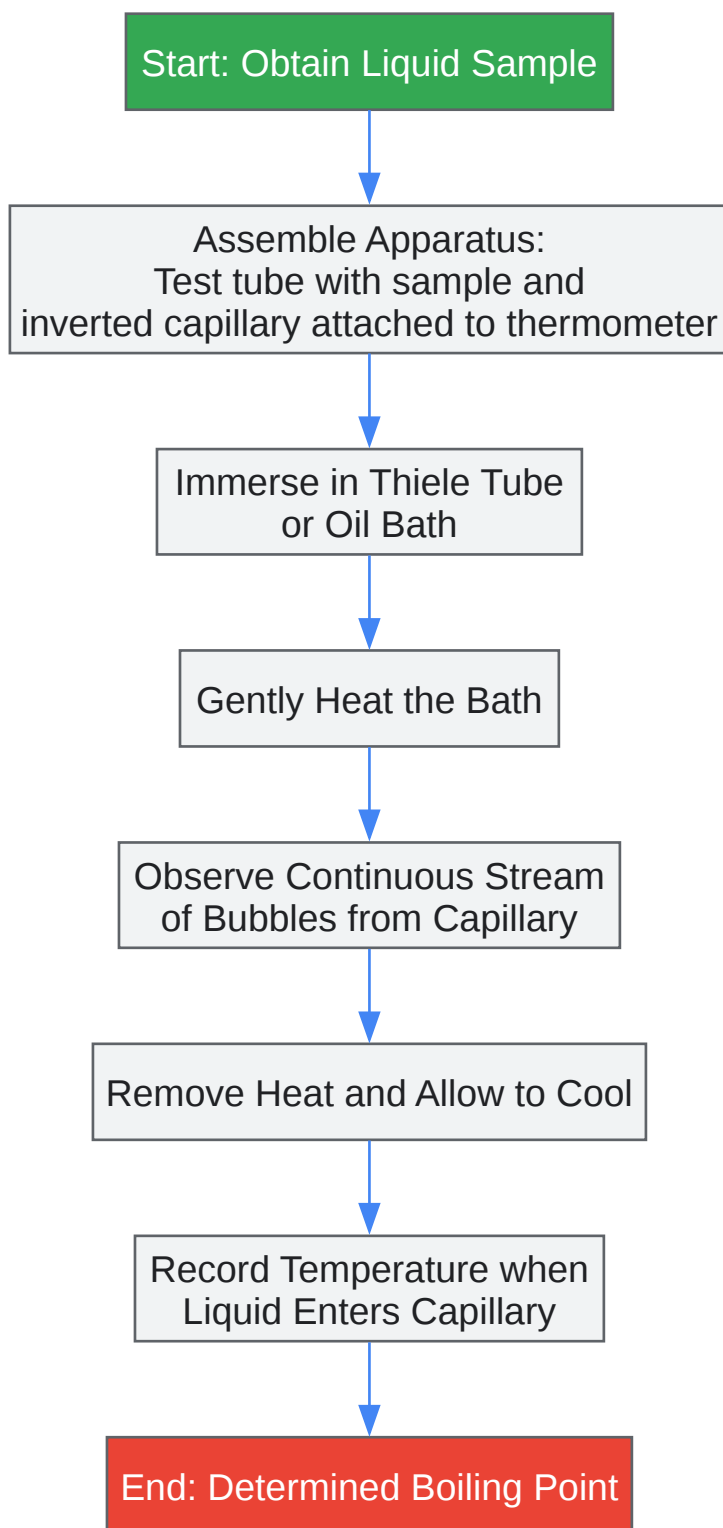 Start: Obtain Liquid Sample
Assemble Apparatus:
Test tube with sample and
inverted capillary attached to thermometer
Immerse in Thiele Tube
or Oil Bath
Gently Heat the Bath
Observe Continuous Stream
of Bubbles from Capillary
Remove Heat and Allow to Cool
Record Temperature when
Liquid Enters Capillary
End: Determined Boiling Point